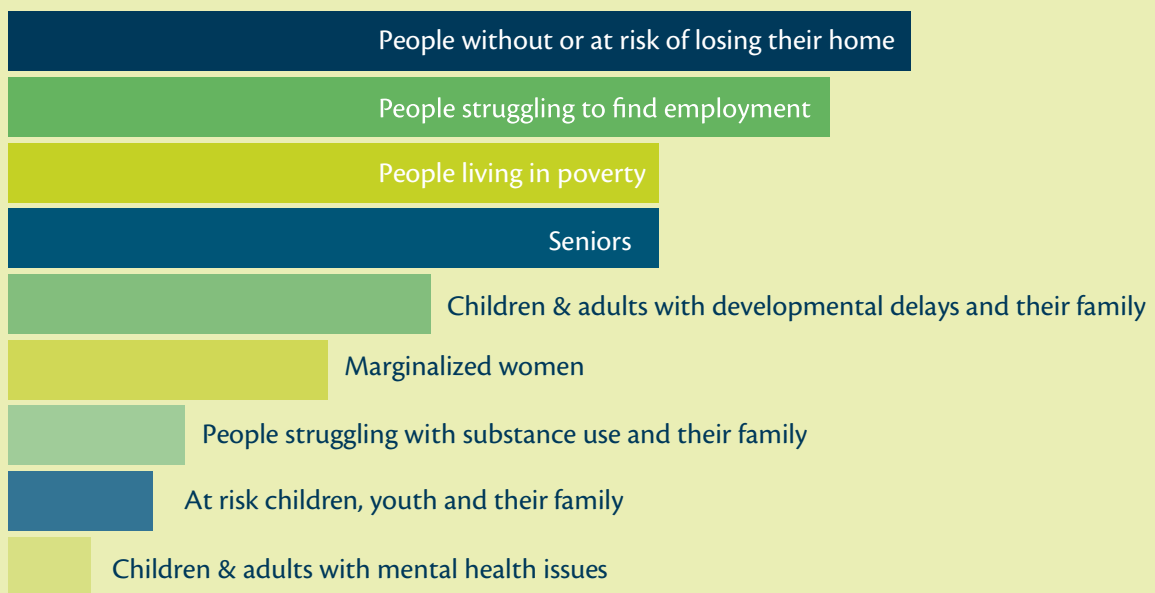 People without or at risk of losing their home
People struggling to find employment
People living in poverty
Seniors
Children & adults with developmental delays and their family
Marginalized women
People struggling with substance use and their family
At risk children, youth and their family
Children & adults with mental health issues